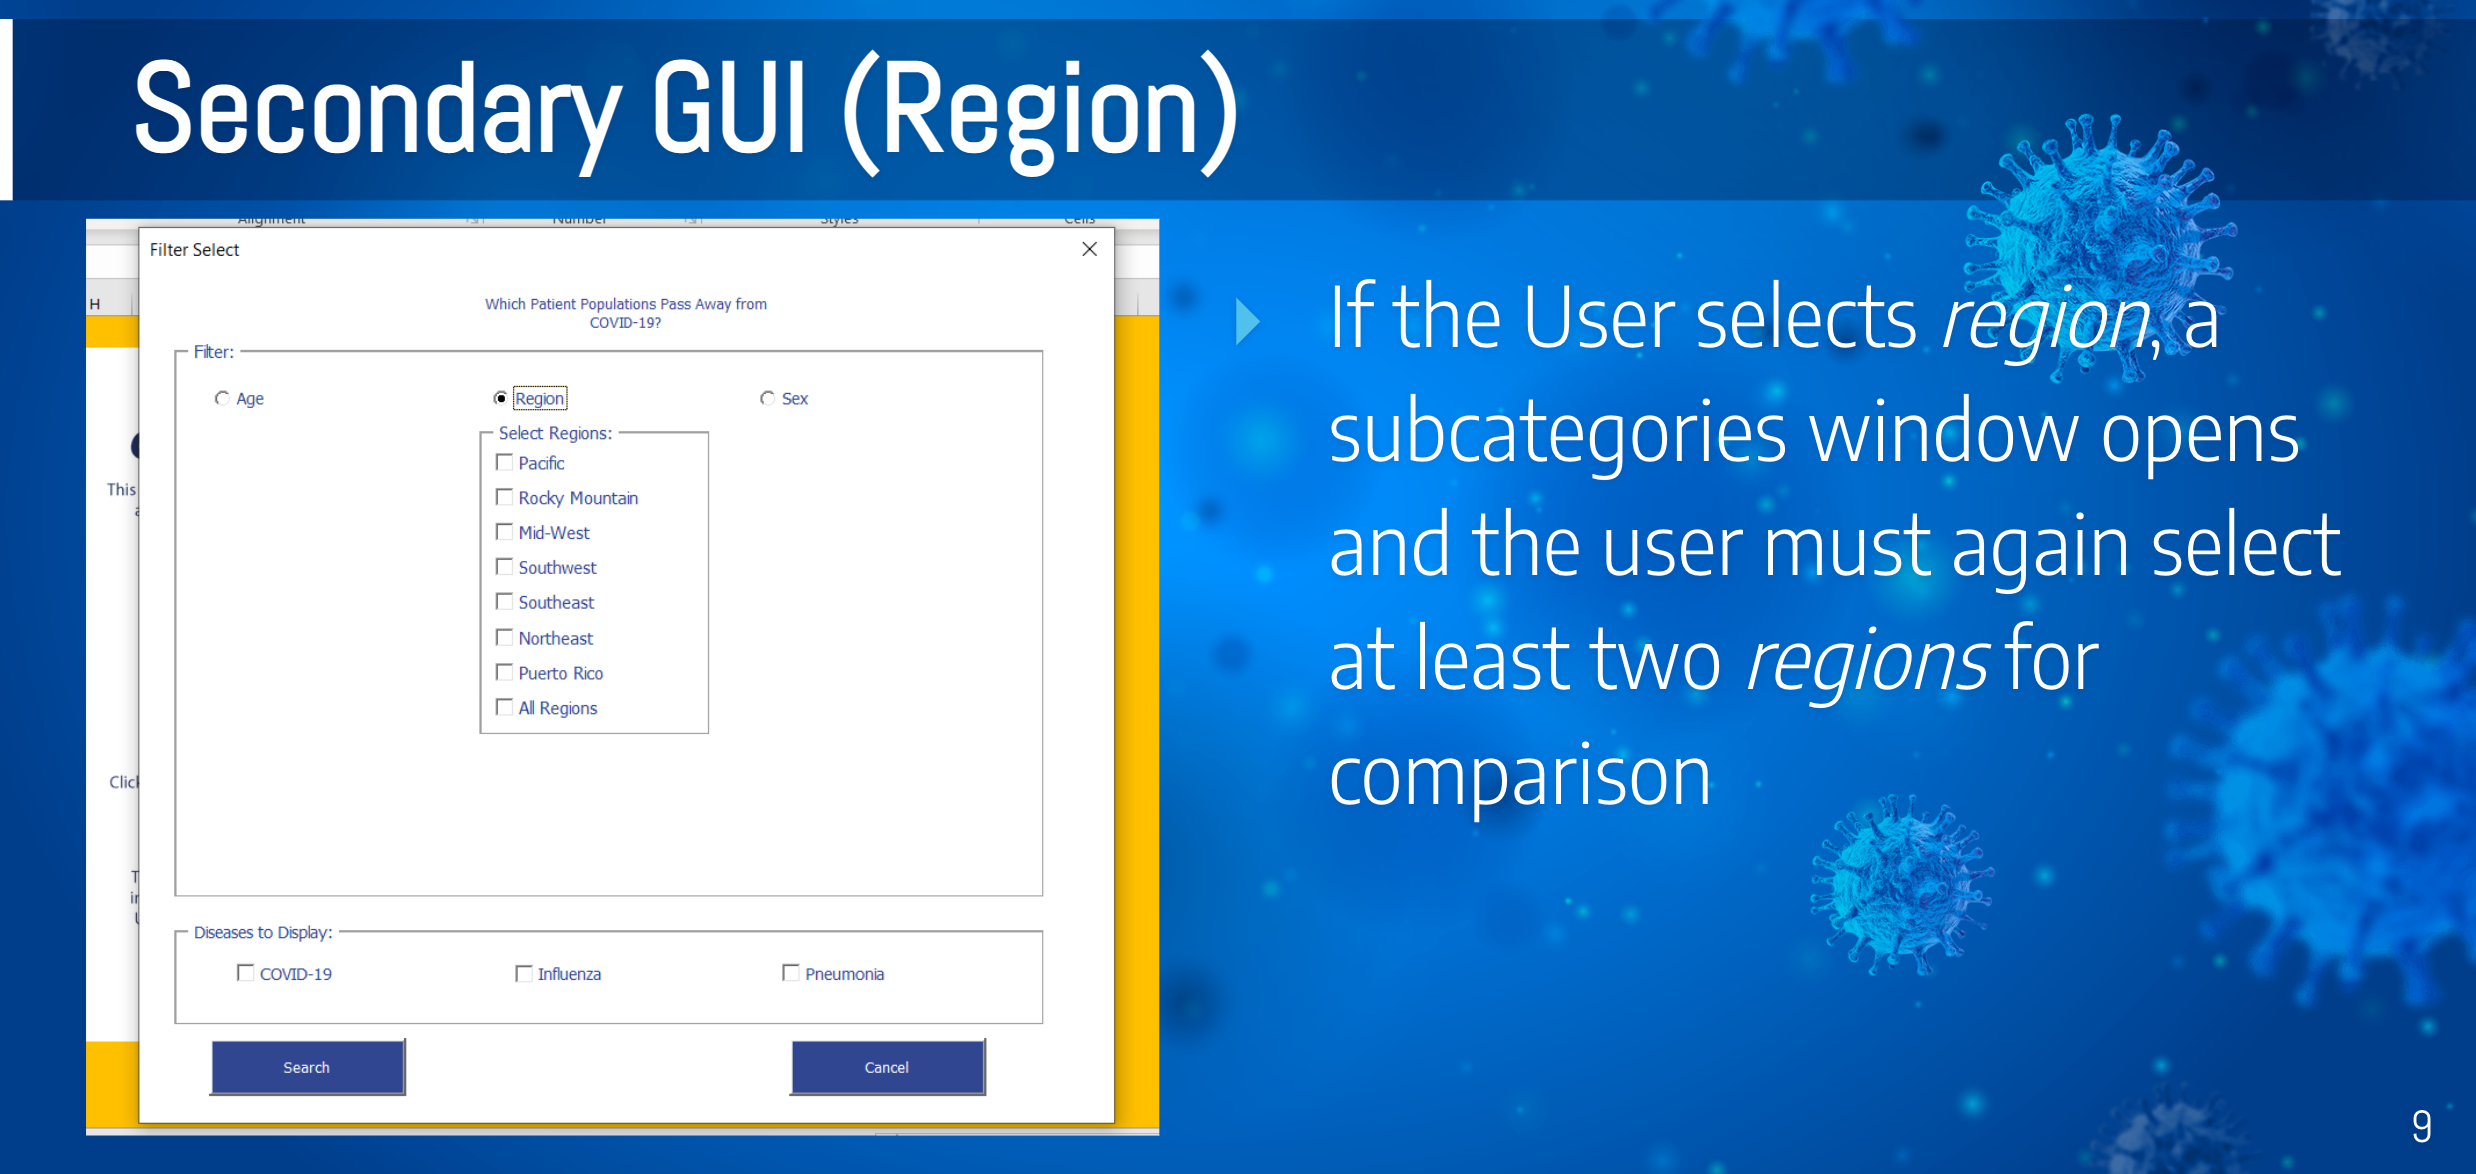 Secondary GUI (Region)
Alignment Number Styles Cells
Filter Select
H
Which Patient Populations Pass Away from
COVID-19?
Filter:
Age Region Sex
Select Regions:
Pacific
Rocky Mountain
Mid-West
Southwest
Southeast
Northeast
Puerto Rico
All Regions
This
Diseases to Display:
COVID-19 Influenza Pneumonia
Search Cancel
If the User selects region, a
subcategories window opens
and the user must again select
at least two regions for
comparison
9